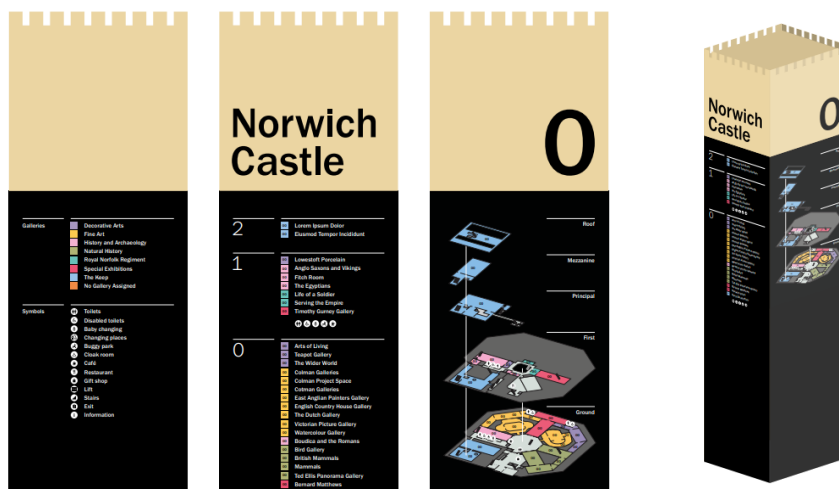 Galleries
Decorative Arts
Fine Art
History and Archaeology
Natural History
Royal Norfolk Regiment
Special Exhibitions
The Keep
No Gallery Assigned
Symbols
Toilets
Disabled toilets
Baby changing
Changing places
Buggy park
Cloak room
Café
Restaurant
Gift shop
Lift
Stairs
Exit
Information
Norwich
Castle
2
Lorem Ipsum Dolor
Eiusmod Tempor Incididunt
1
Lowestoft Porcelain
Anglo Saxons and Vikings
Fitch Room
The Egyptians
Life of a Soldier
Serving the Empire
Timothy Gurney Gallery
0
Arts of Living
Teapot Gallery
The Wider World
Colman Galleries
Colman Project Space
Cotman Galleries
East Anglian Painters Gallery
English Country House Gallery
The Dutch Gallery
Victorian Picture Gallery
Watercolour Gallery
Boudica and the Romans
Bird Gallery
British Mammals
Mammals
Ted Ellis Panorama Gallery
Bernard Matthews
0
Roof
Mezzanine
Principal
First
Ground
Norwich
Castle
0
2
1
0